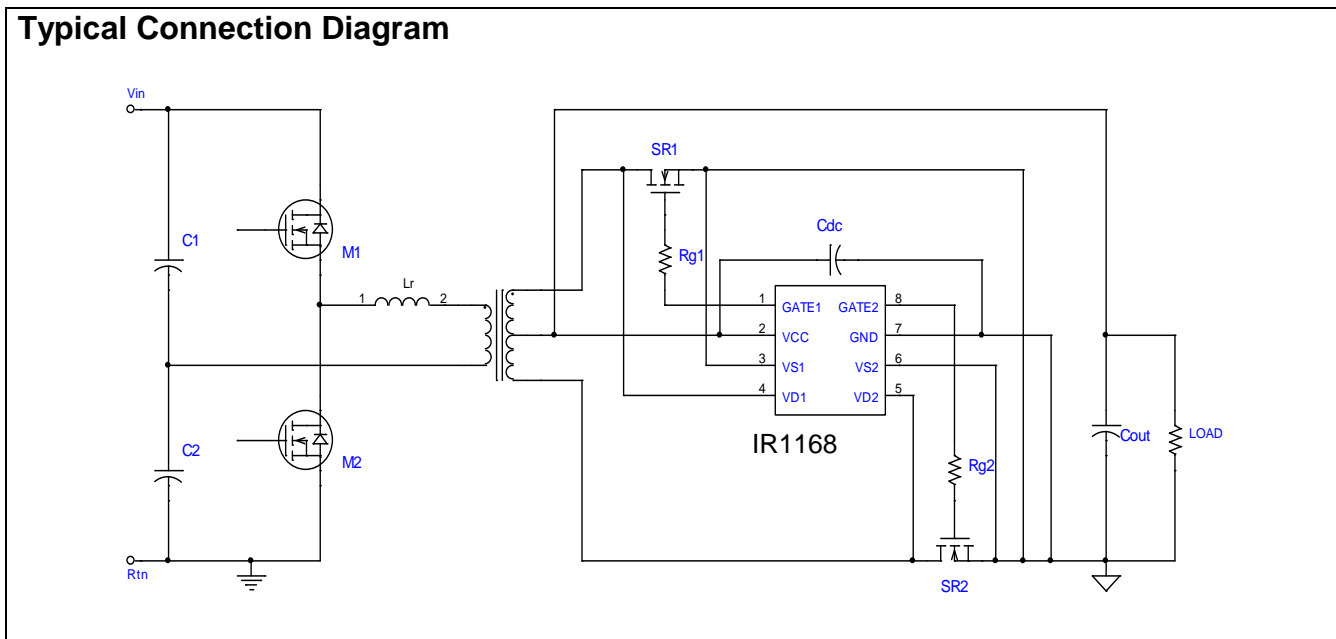 Typical Connection Diagram
Vin
SR1
Cdc
C1
M1
Rg1
Lr
1 2
1 GATE1 GATE2 8
2 VCC GND 7
3 VS1 VS2 6
4 VD1 VD2 5
IR1168
C2
M2
Rg2
Cout
LOAD
Rtn
SR2